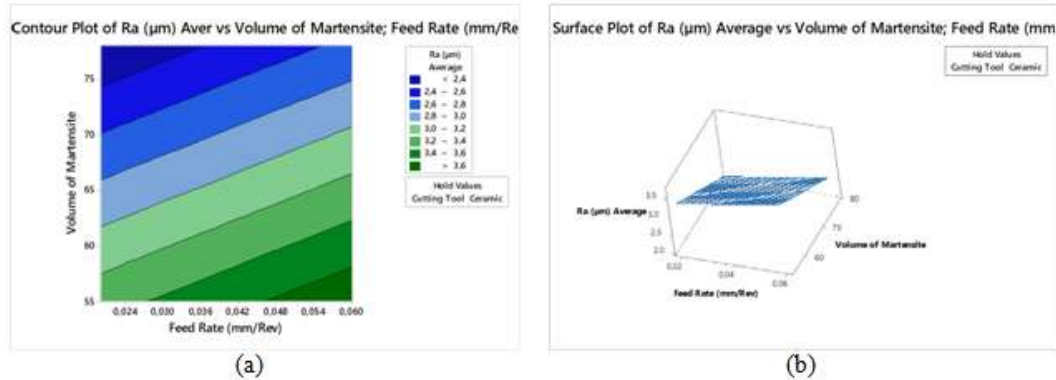 Contour Plot of Ra (µm) Aver vs Volume of Martensite; Feed Rate (mm/Re
Ra (µm)
Average
< 2,4
2,4 – 2,6
2,6 – 2,8
2,8 – 3,0
3,0 – 3,2
3,2 – 3,4
3,4 – 3,6
> 3,6
Hold Values
Cutting Tool Ceramic
Volume of Martensite
75
70
65
60
55
0,024 0,030 0,036 0,042 0,048 0,054 0,060
Feed Rate (mm/Rev)
(a)
Surface Plot of Ra (µm) Average vs Volume of Martensite; Feed Rate (mm
Hold Values
Cutting Tool Ceramic
3.5
3.0
2.5
2.0
Ra (µm) Average
80
70
60
Volume of Martensite
0.02
0.04
0.06
Feed Rate (mm/Rev)
(b)